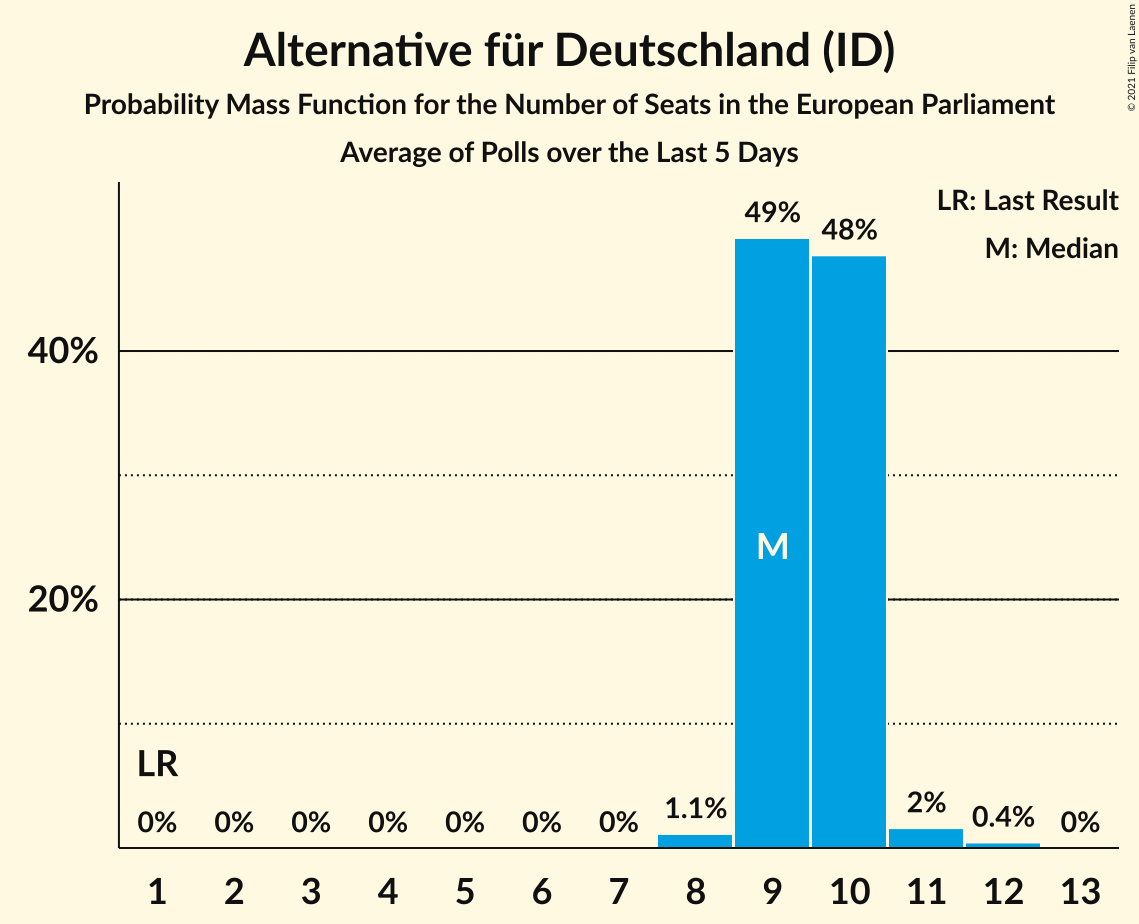 Alternative für Deutschland (ID)
Probability Mass Function for the Number of Seats in the European Parliament
Average of Polls over the Last 5 Days
© 2021 Filip van Laenen
LR: Last Result
M: Median
49%
48%
40%
M
20%
LR
0% 0% 0% 0% 0% 0% 0% 1.1% 2% 0.4% 0%
1 2 3 4 5 6 7 8 9 10 11 12 13